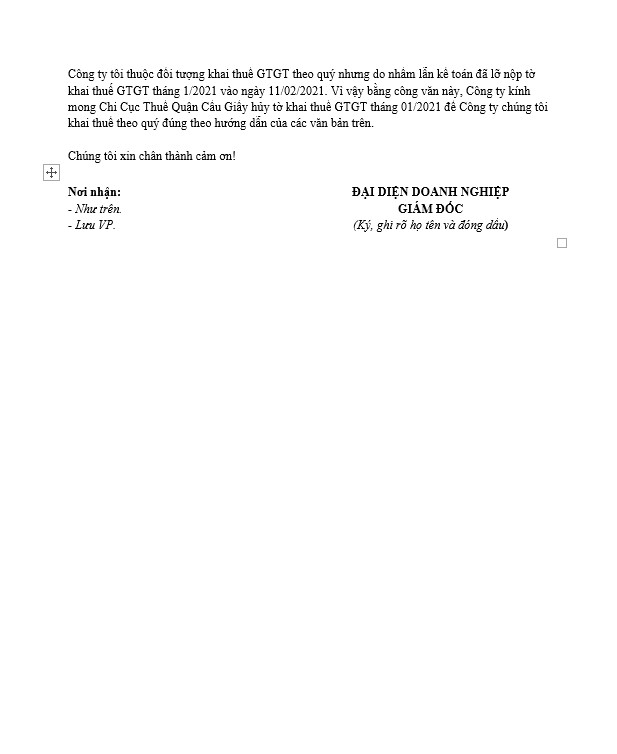 Công ty tôi thuộc đối tượng khai thuế GTGT theo quý nhưng do nhầm lẫn kế toán đã lỡ nộp tờ
khai thuế GTGT tháng 1/2021 vào ngày 11/02/2021. Vì vậy bằng công văn này, Công ty kính
mong Chi Cục Thuế Quận Cầu Giấy hủy tờ khai thuế GTGT tháng 01/2021 để Công ty chúng tôi
khai thuế theo quý đúng theo hướng dẫn của các văn bản trên.
Chúng tôi xin chân thành cảm ơn!
Nơi nhận:
- Như trên.
- Lưu VP.
ĐẠI DIỆN DOANH NGHIỆP
GIÁM ĐỐC
(Ký, ghi rõ họ tên và đóng dấu)